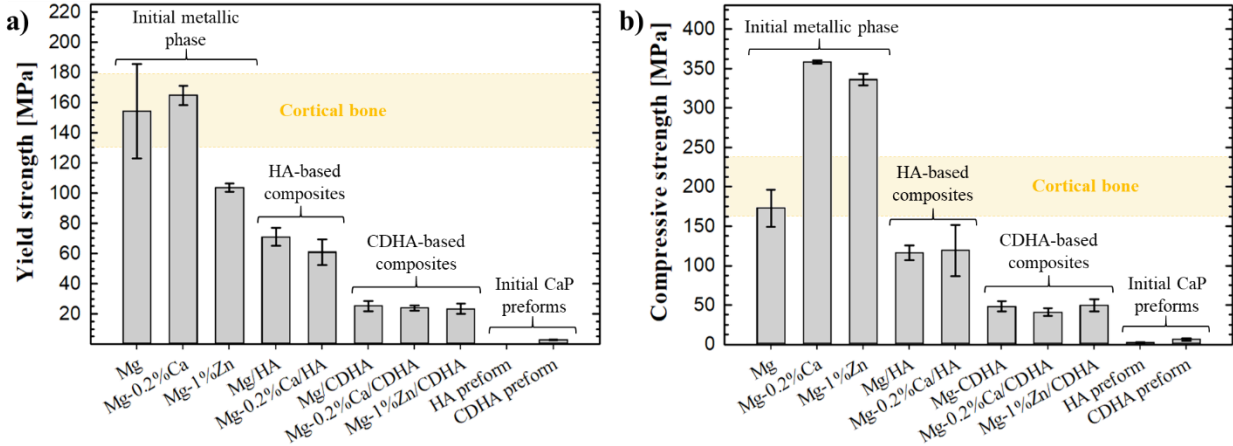 a)
Yield strength [MPa]
220
200
180
160
140
120
100
80
60
40
20
Initial metallic
phase
Cortical bone
HA-based
composites
CDHA-based
composites
Initial CaP
preforms
Mg
Mg-0.2%Ca
Mg-1%Zn
Mg/HA
Mg-0.2%Ca/HA
Mg/CDHA
Mg-0.2%Ca/CDHA
Mg-1%Zn/CDHA
HA preform
CDHA preform
b)
Compressive strength [MPa]
400
350
300
250
200
150
100
50
0
Initial metallic phase
HA-based
composites
Cortical bone
CDHA-based
composites
Initial CaP
preforms
Mg
Mg-0.2%Ca
Mg-1%Zn
Mg/HA
Mg-0.2%Ca/HA
Mg-CDHA
Mg-0.2%Ca/CDHA
Mg-1%Zn/CDHA
HA preform
CDHA preform